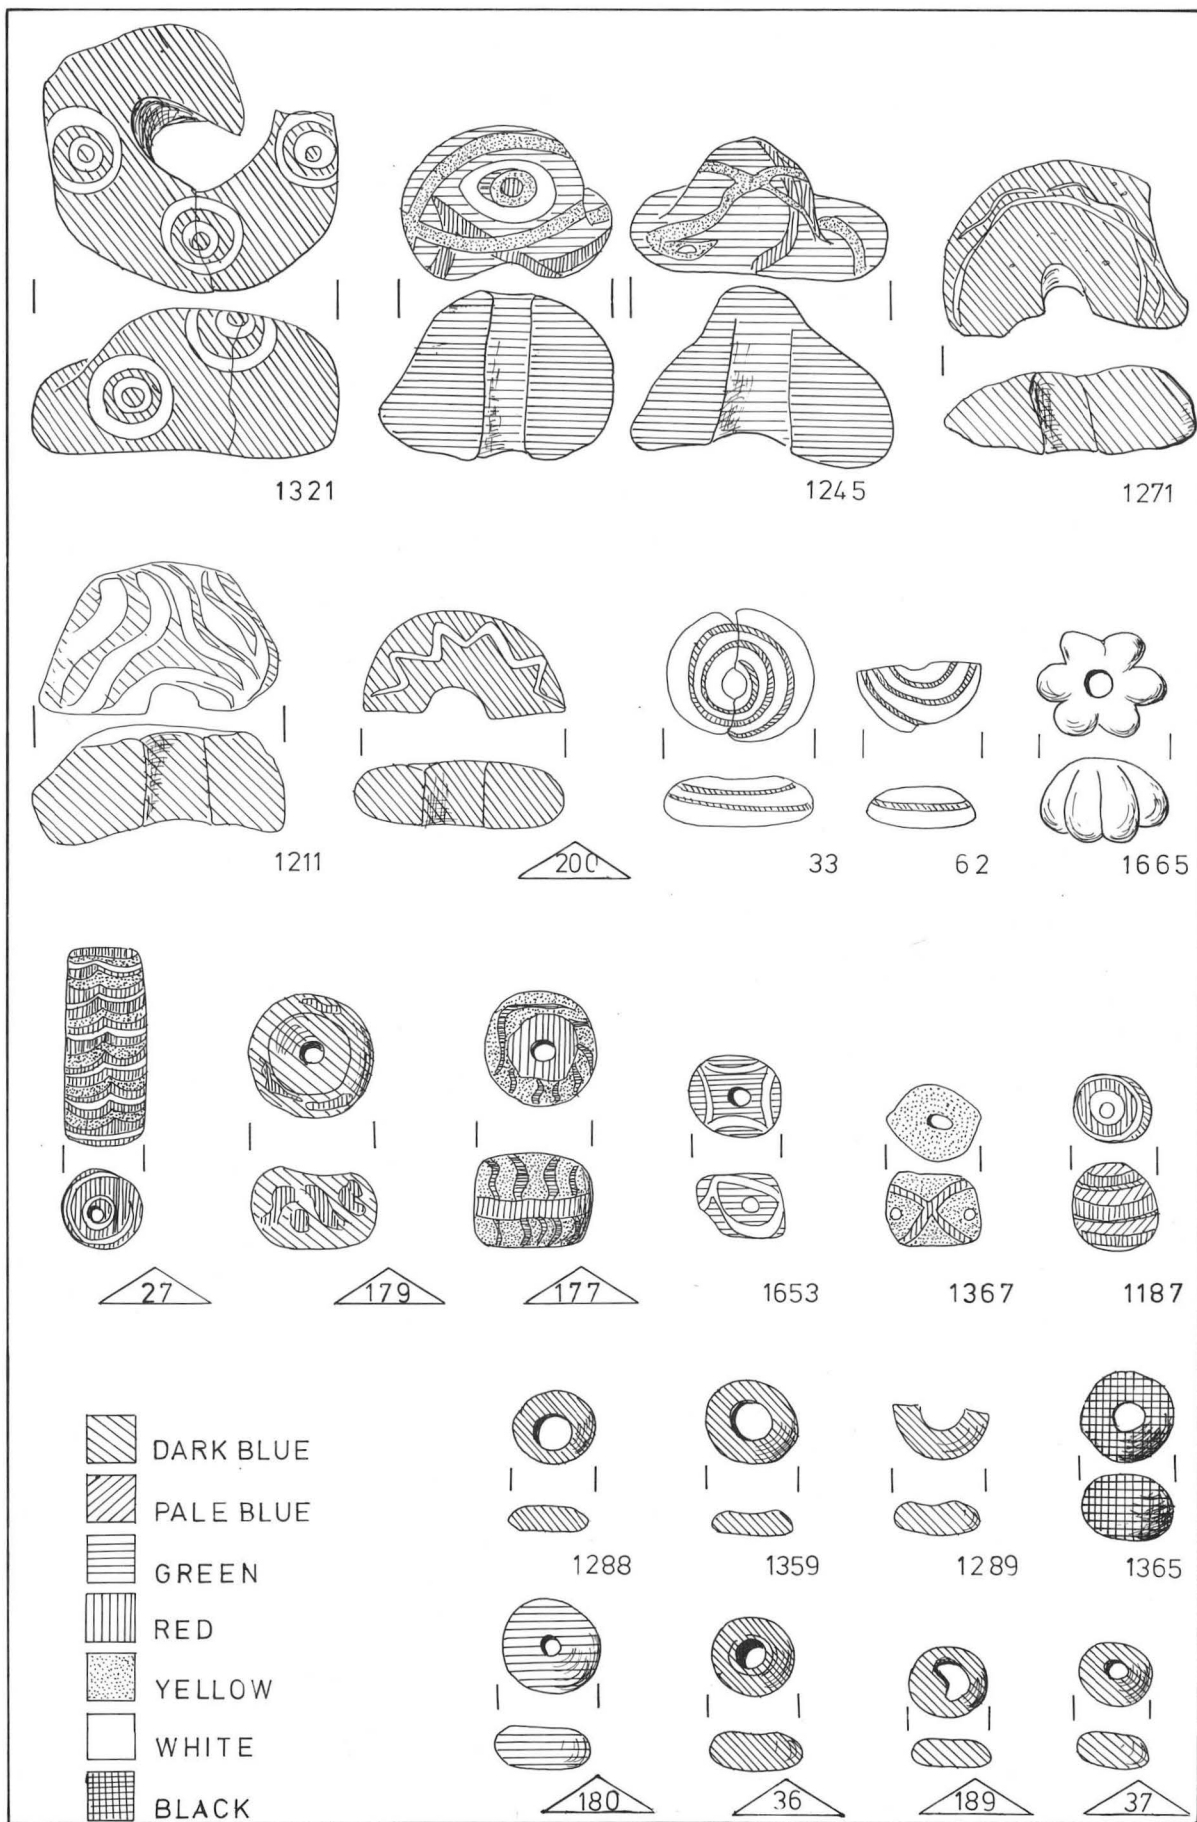 1321 1245 1271
1211 200 33 62 1665
27 179 177 1653 1367 1187
DARK BLUE
PALE BLUE
GREEN
RED
YELLOW
WHITE
BLACK
1288 1359 1289 1365
180 36 189 37